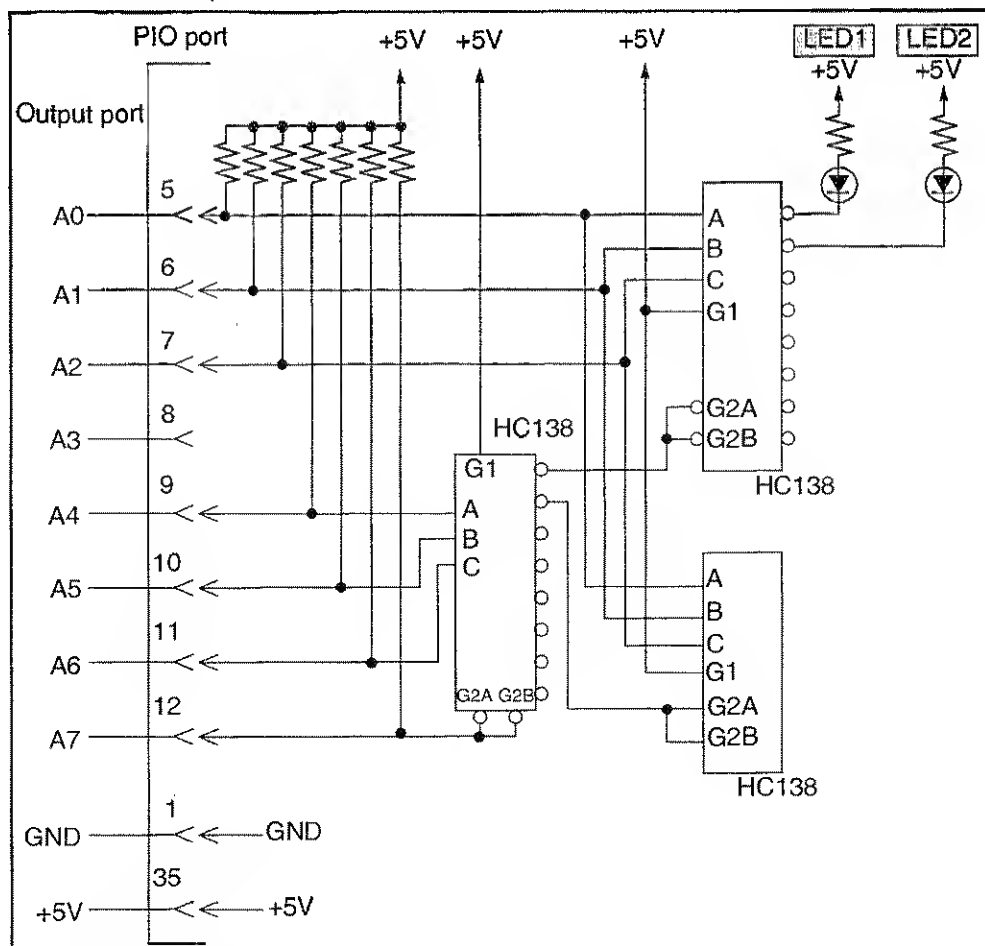 PIO port
+5V +5V
+5V
LED1
LED2
+5V
+5V
Output port
5
A0
6
A1
7
A2
8
A3
9
A4
10
A5
11
A6
12
A7
1
GND
GND
35
+5V
+5V
HC138
G1
A
B
C
G2A G2B
A
B
C
G1
G2A
G2B
HC138
A
B
C
G1
G2A
G2B
HC138